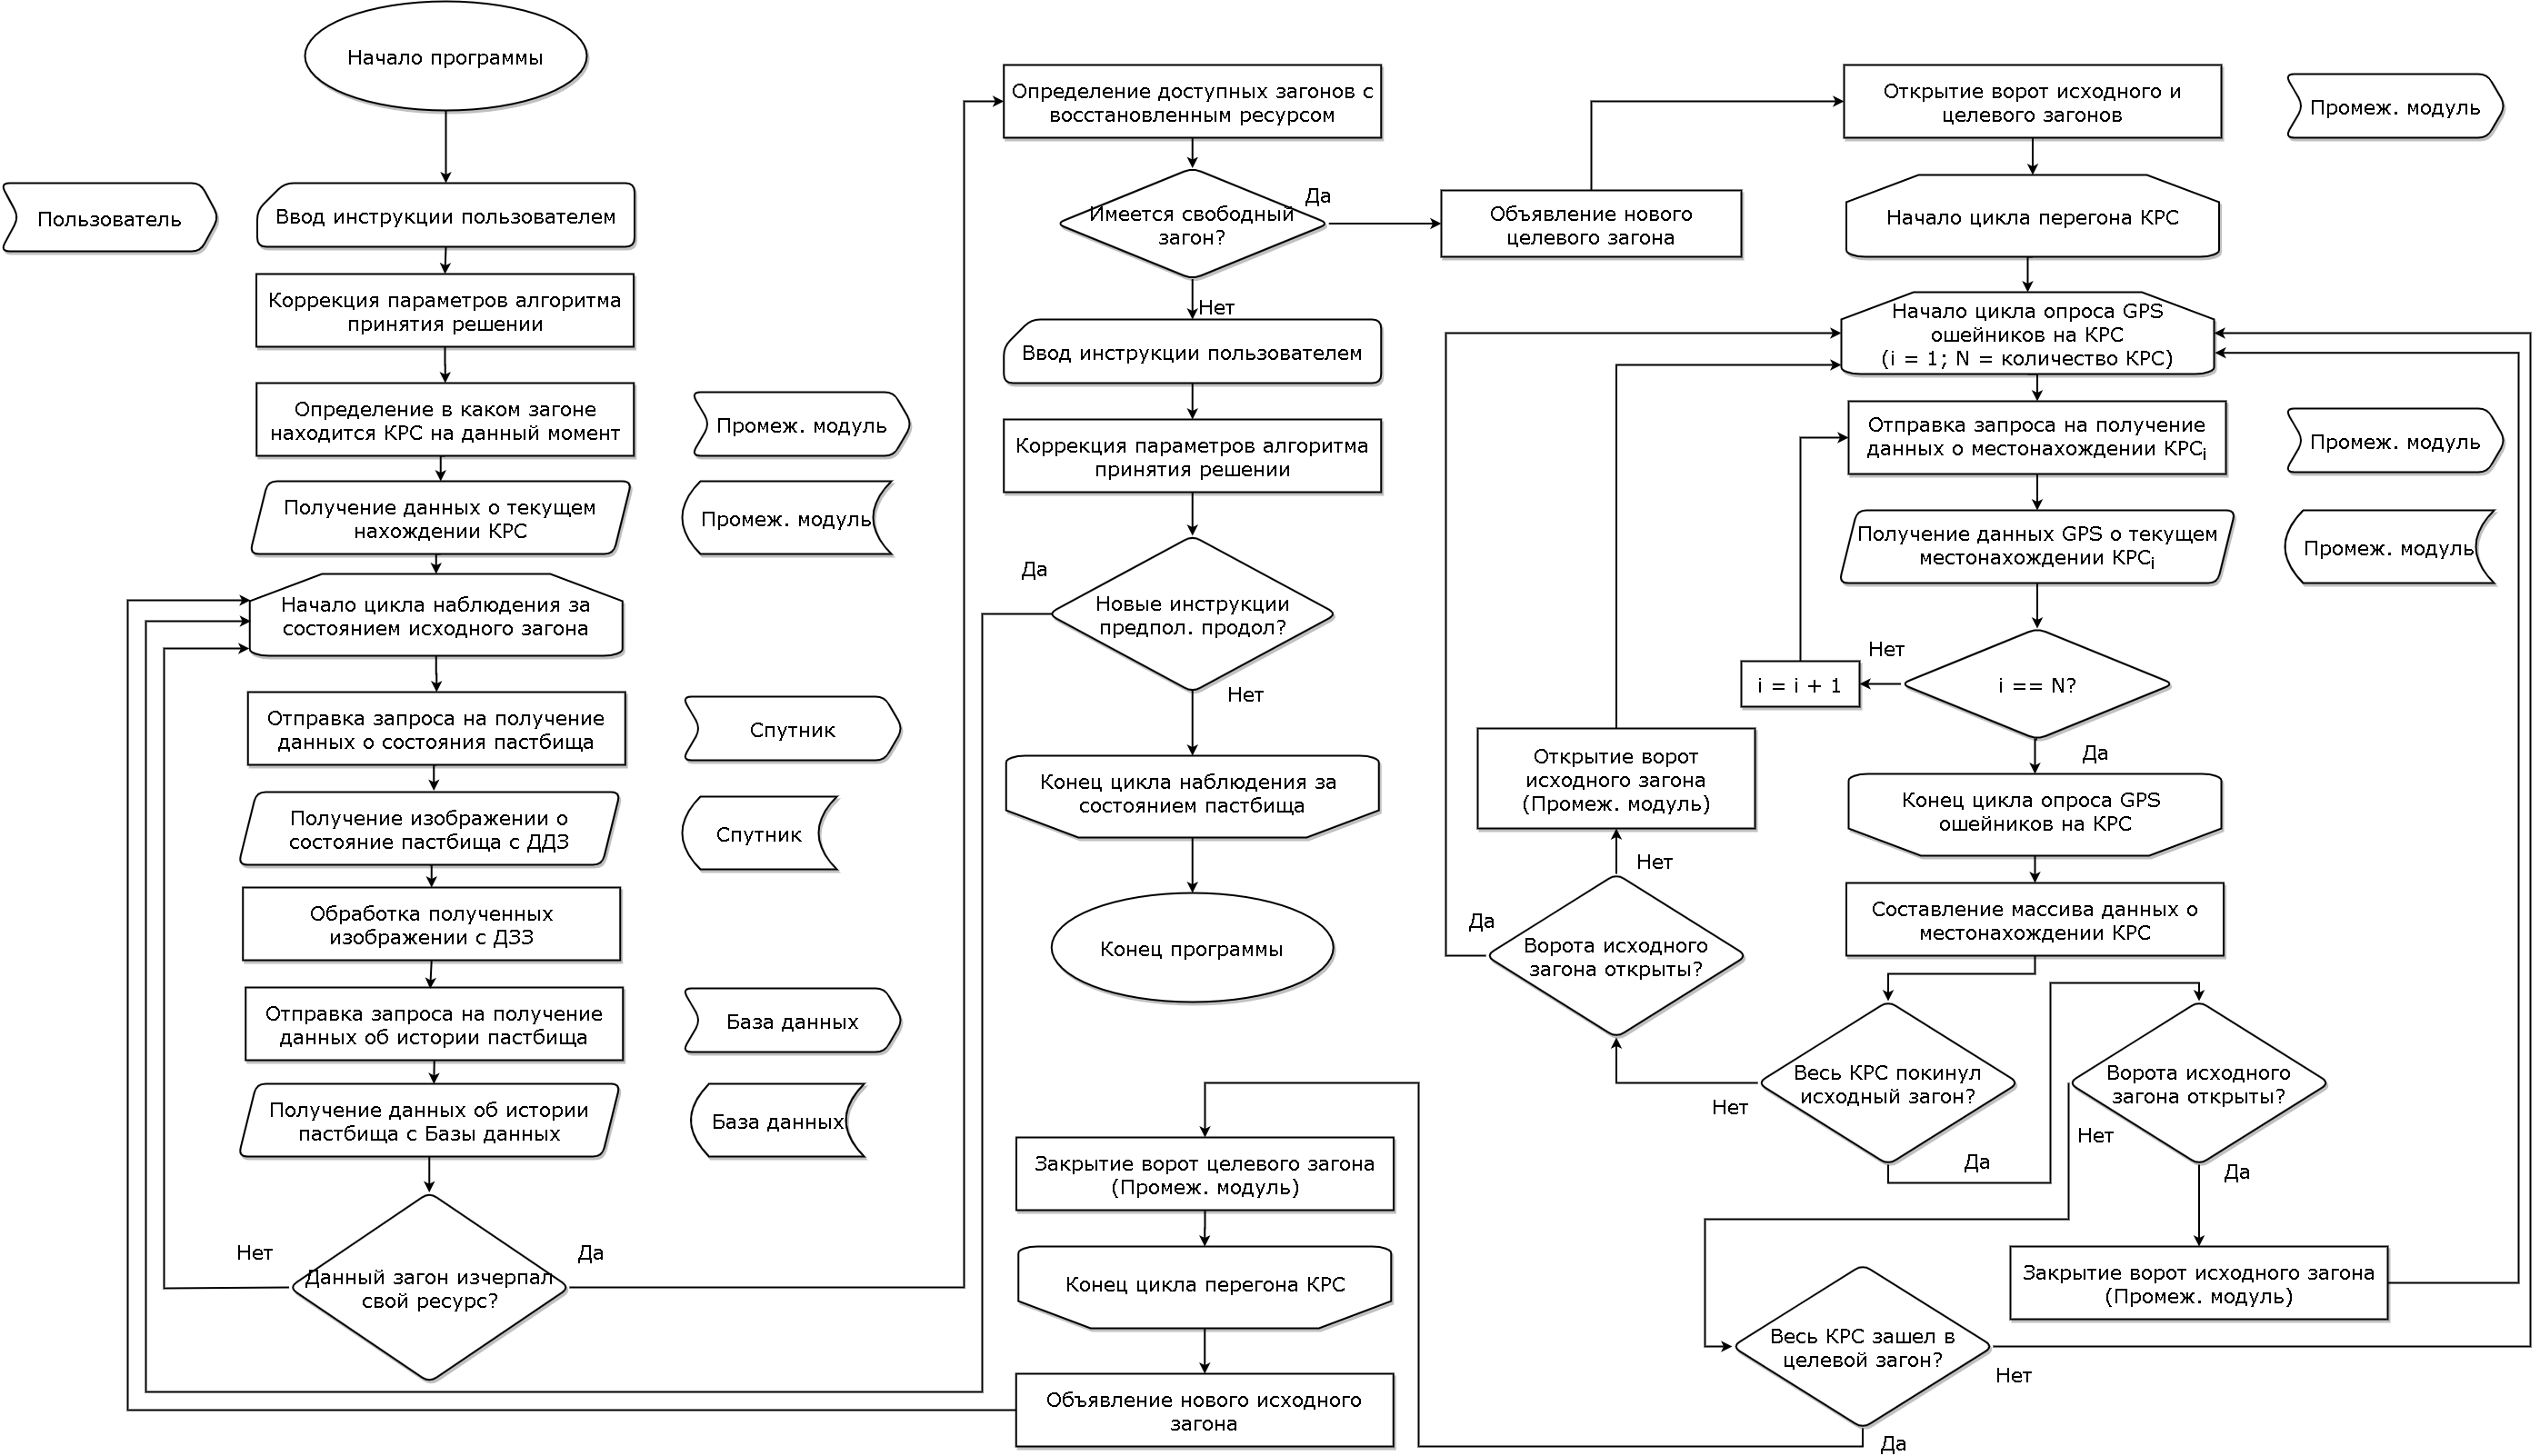 Начало программы
Пользователь
Ввод инструкции пользователем
Коррекция параметров алгоритма
принятия решении
Определение в каком загоне
находится КРС на данный момент
Промеж. модуль
Получение данных о текущем
нахождении КРС
Промеж. модуль
Начало цикла наблюдения за
состоянием исходного загона
Отправка запроса на получение
данных о состояния пастбища
Спутник
Получение изображении о
состояние пастбища с ДДЗ
Спутник
Обработка полученных
изображении с ДЗЗ
Отправка запроса на получение
данных об истории пастбища
База данных
Получение данных об истории
пастбища с Базы данных
База данных
Нет
Да
Данный загон изчерпал
свой ресурс?
Определение доступных загонов с
восстановленным ресурсом
Да
Имеется свободный
загон?
Нет
Объявление нового
целевого загона
Ввод инструкции пользователем
Коррекция параметров алгоритма
принятия решении
Да
Новые инструкции
предпол. продол?
Нет
Конец цикла наблюдения за
состоянием пастбища
Конец программы
Закрытие ворот целевого загона
(Промеж. модуль)
Конец цикла перегона КРС
Объявление нового исходного
загона
Открытие ворот исходного и
целевого загонов
Промеж. модуль
Начало цикла перегона КРС
Начало цикла опроса GPS
ошейников на КРС
(i = 1; N = количество КРС)
Отправка запроса на получение
данных о местонахождении КРСi
Промеж. модуль
Получение данных GPS о текущем
местонахождении КРСi
Промеж. модуль
Нет
i = i + 1
i == N?
Да
Открытие ворот
исходного загона
(Промеж. модуль)
Конец цикла опроса GPS
ошейников на КРС
Нет
Составление массива данных о
местонахождении КРС
Да
Ворота исходного
загона открыты?
Весь КРС покинул
исходный загон?
Нет
Да
Ворота исходного
загона открыты?
Нет
Да
Закрытие ворот исходного загона
(Промеж. модуль)
Весь КРС зашел в
целевой загон?
Нет
Да